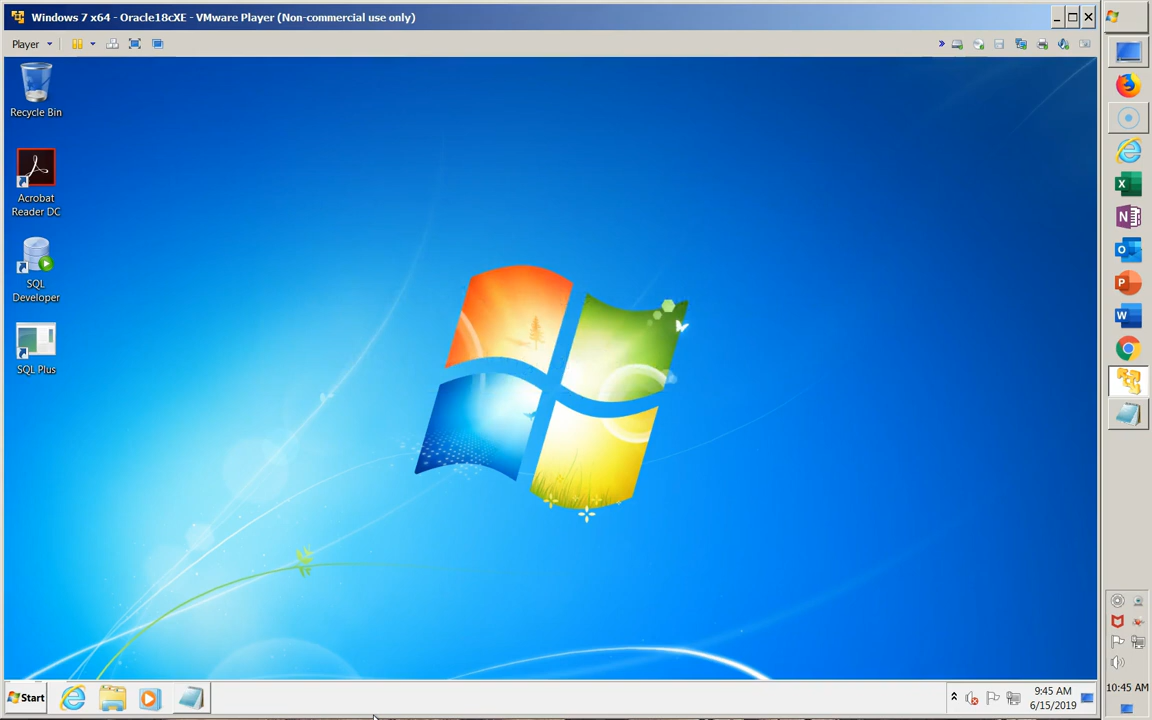 Windows 7 x64 - Oracle18cXE - VMware Player (Non-commercial use only)
Player
Recycle Bin
Acrobat
Reader DC
SQL
Developer
SQL Plus
Start
9:45 AM
6/15/2019
10:45 AM